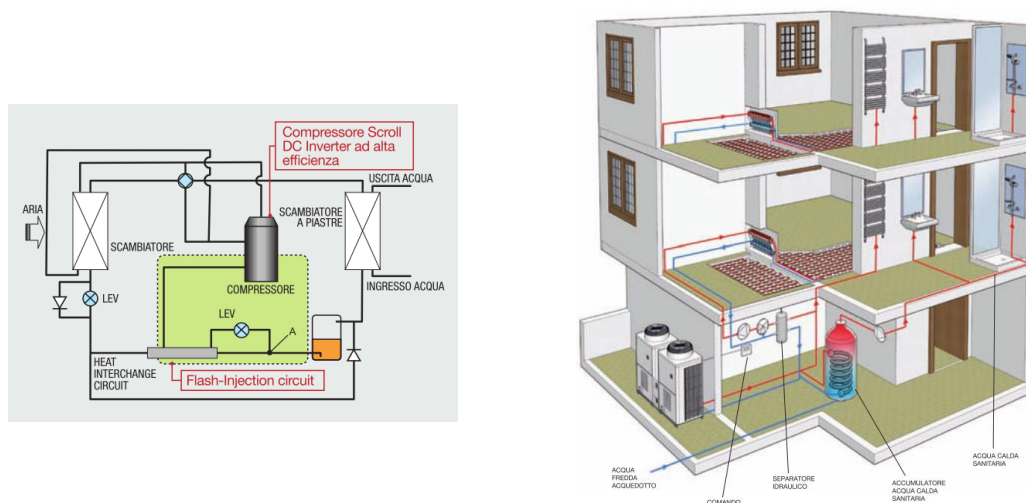 Compressore Scroll
DC Inverter ad alta
efficienza
USCITA ACQUA
ARIA
SCAMBIATORE
A PIASTRE
SCAMBIATORE
INGRESSO ACQUA
COMPRESSORE
LEV
LEV
A
HEAT
INTERCHANGE
CIRCUIT
Flash-Injection circuit
ACQUA
FREDDA
ACQUEDOTTO
COMANDO
SEPARATORE
IDRAULICO
ACCUMULATORE
ACQUA CALDA
SANITARIA
ACQUA CALDA
SANITARIA